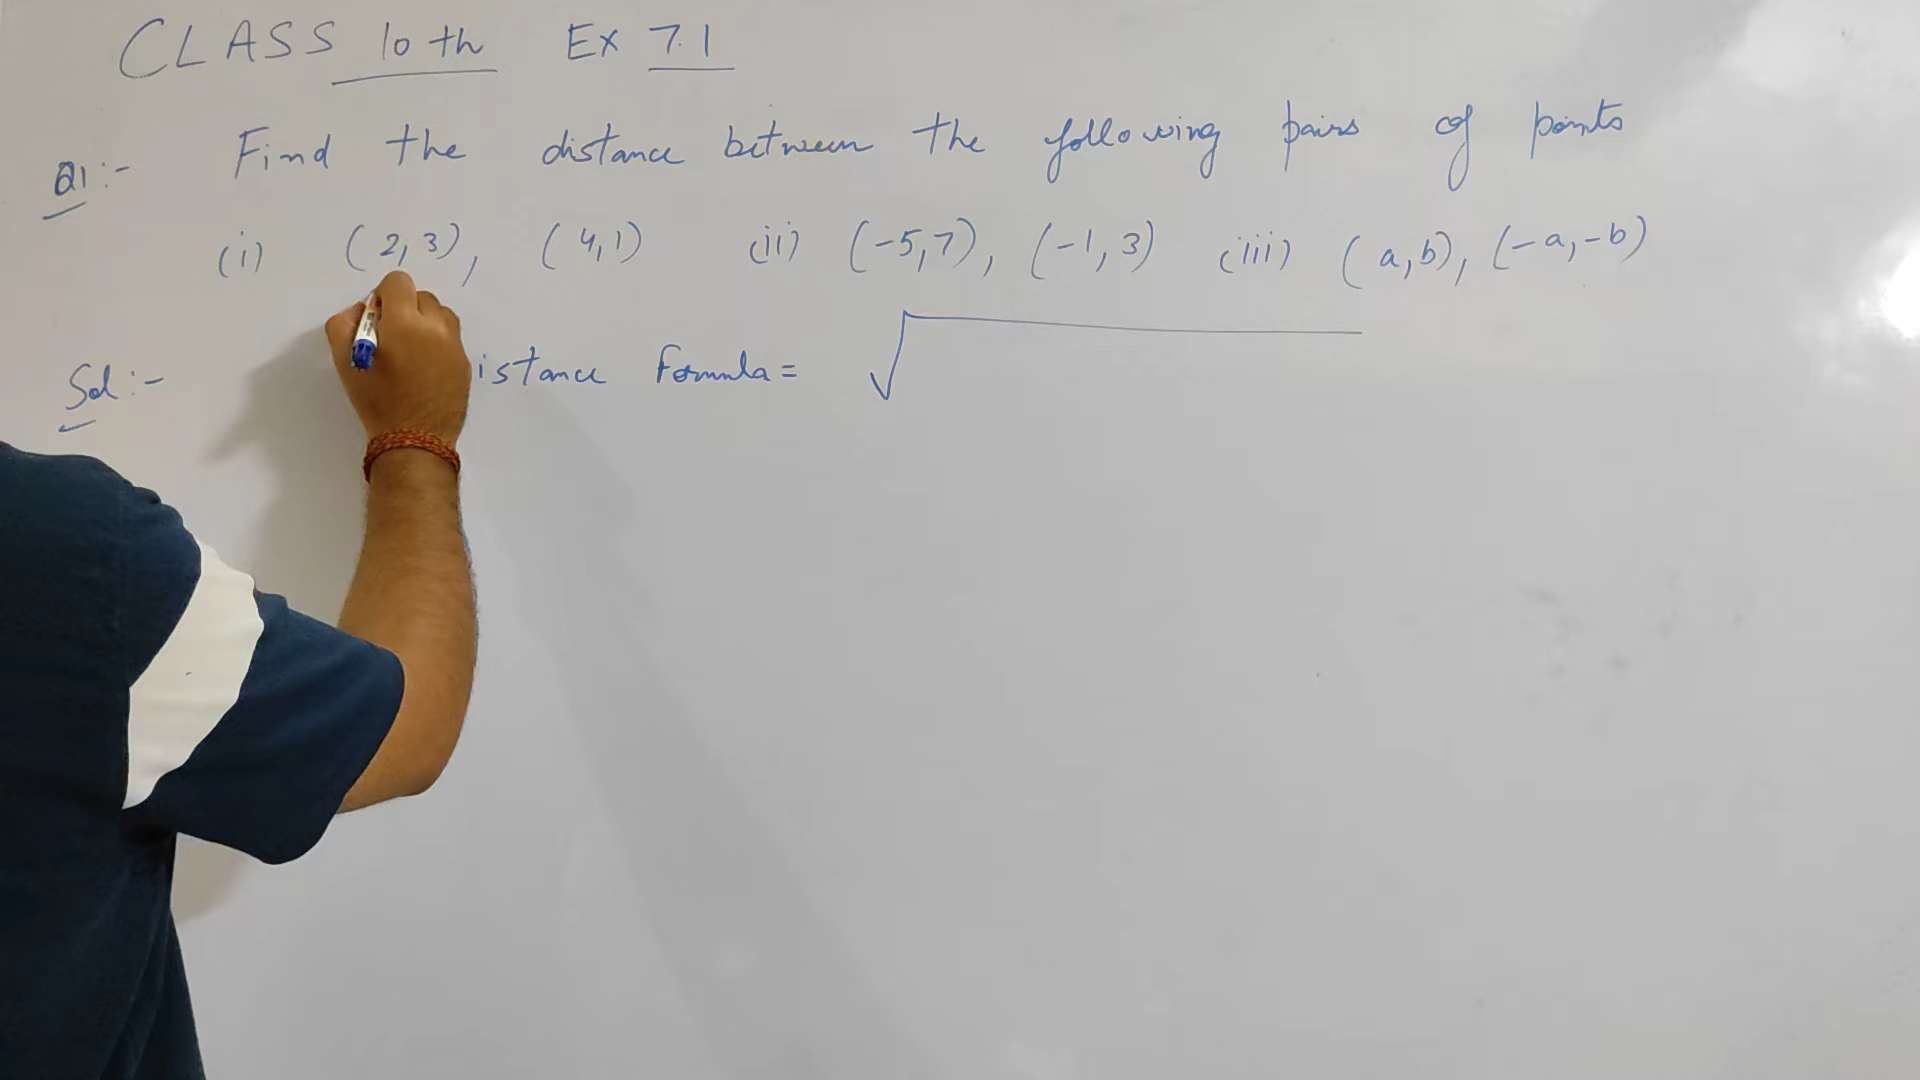 CLASS 10th Ex 7.1
Q1:- Find the distance between the following pairs of points
(i) (2,3), (4,1) (ii) (-5,7), (-1,3) (iii) (a,b), (-a,-b)
Sol:- istance Formula = √